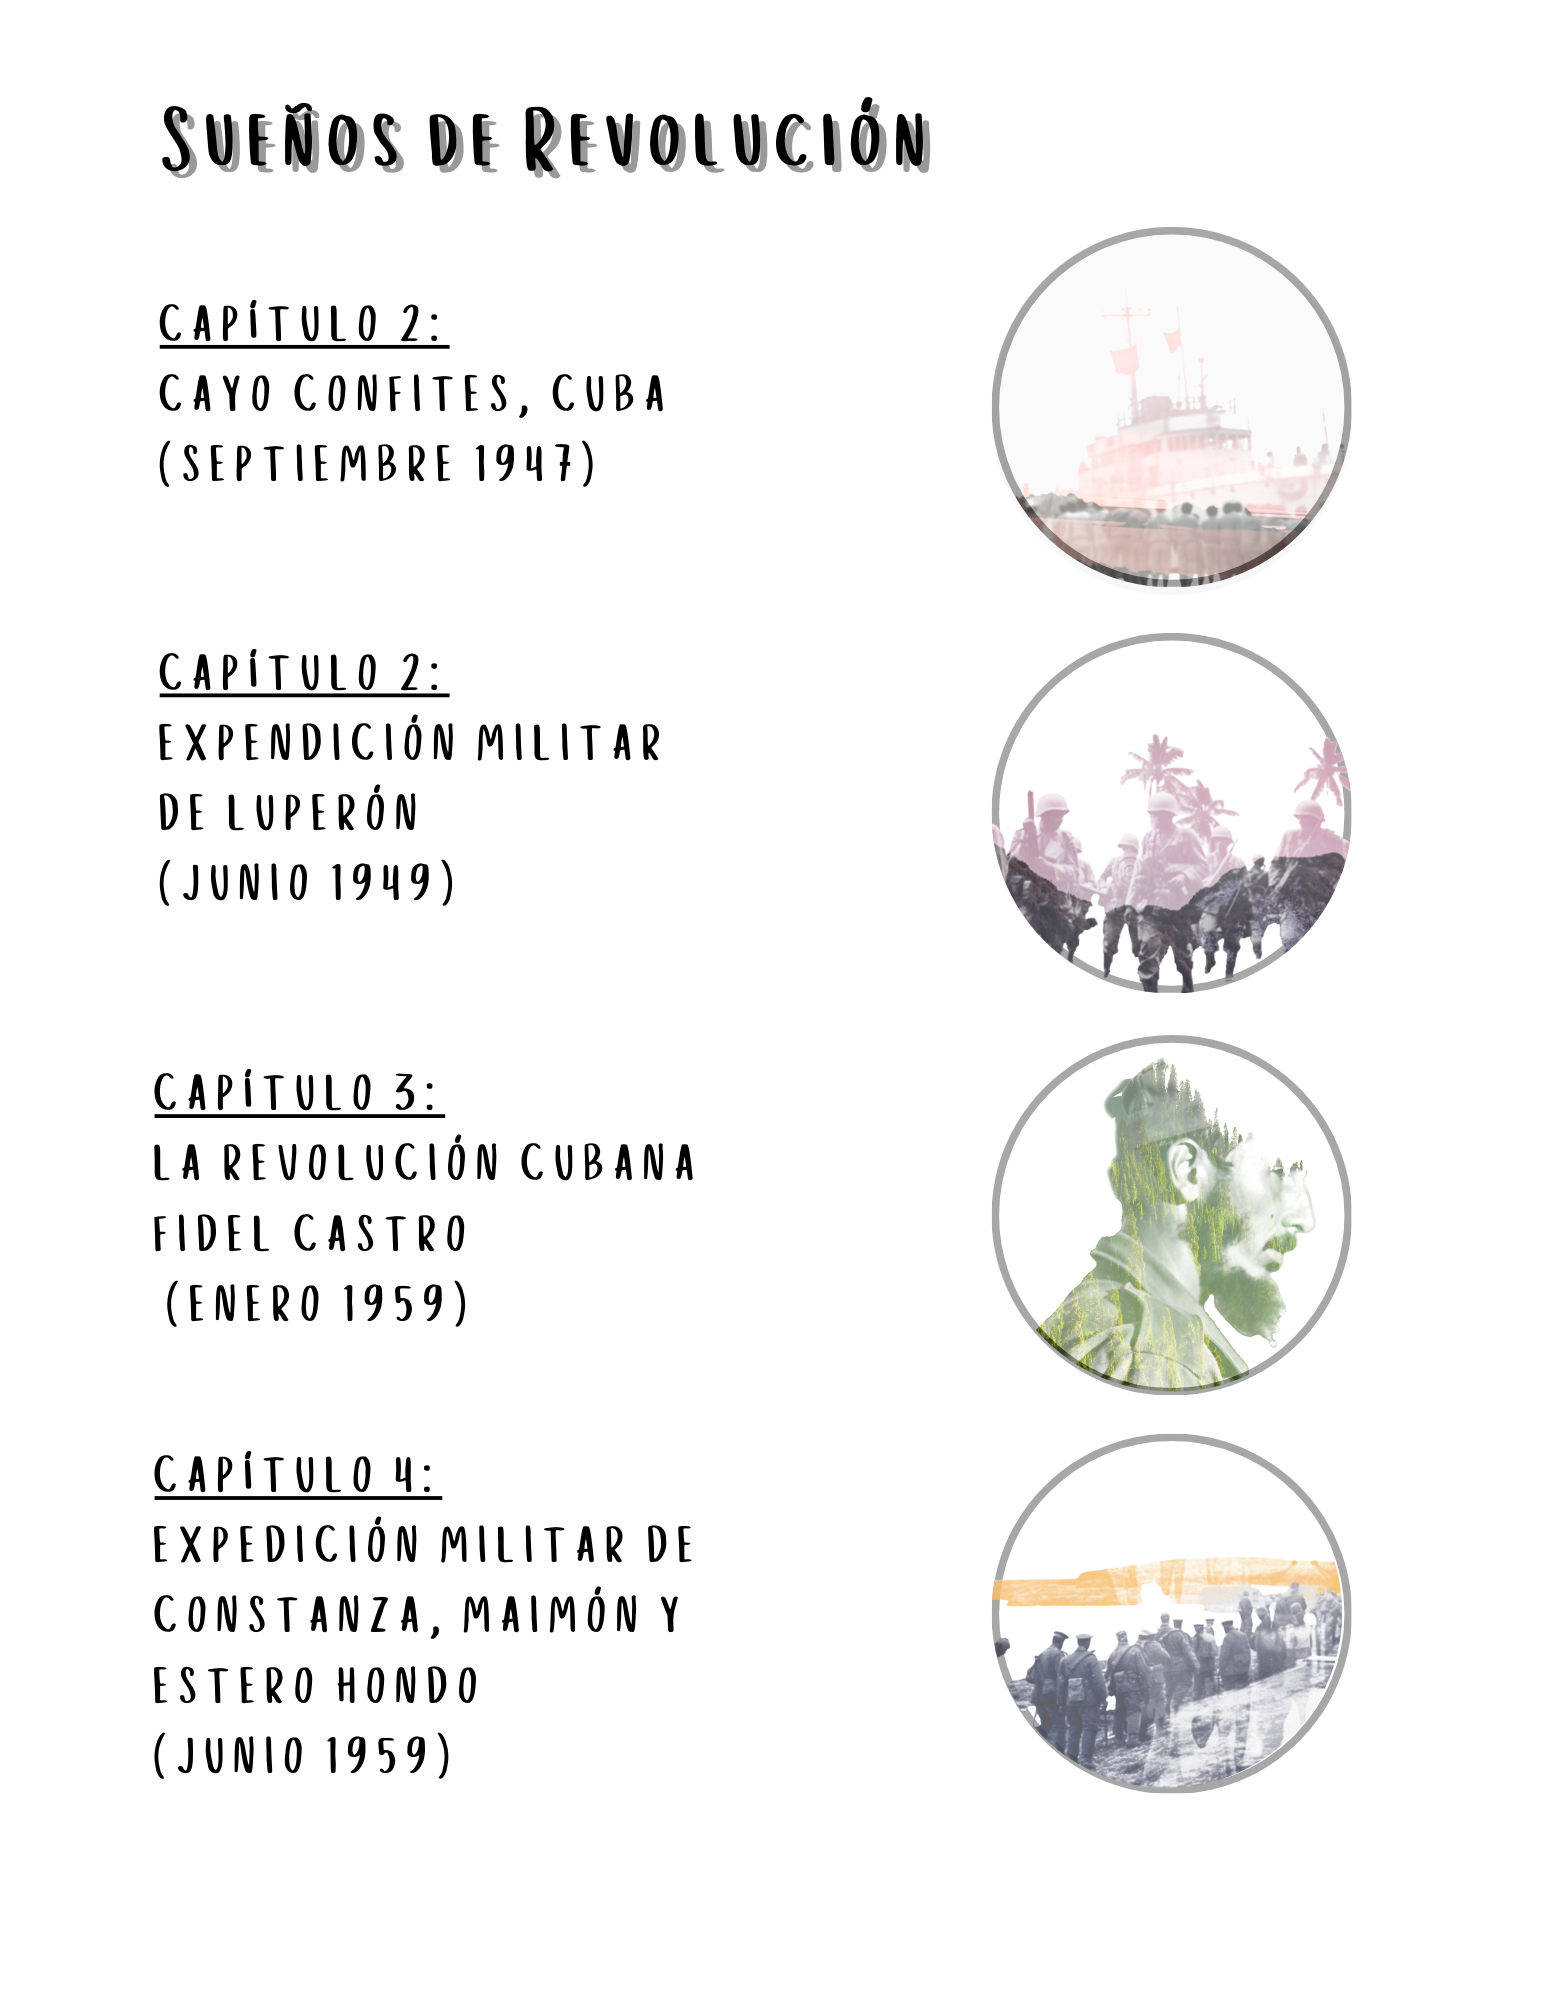 Sueños de Revolución
CAPÍTULO 2:
CAYO CONFITES, CUBA
(SEPTIEMBRE 1947)
CAPÍTULO 2:
EXPENDICIÓN MILITAR
DE LUPERÓN
(JUNIO 1949)
CAPÍTULO 3:
LA REVOLUCIÓN CUBANA
FIDEL CASTRO
(ENERO 1959)
CAPÍTULO 4:
EXPEDICIÓN MILITAR DE
CONSTANZA, MAIMÓN Y
ESTERO HONDO
(JUNIO 1959)